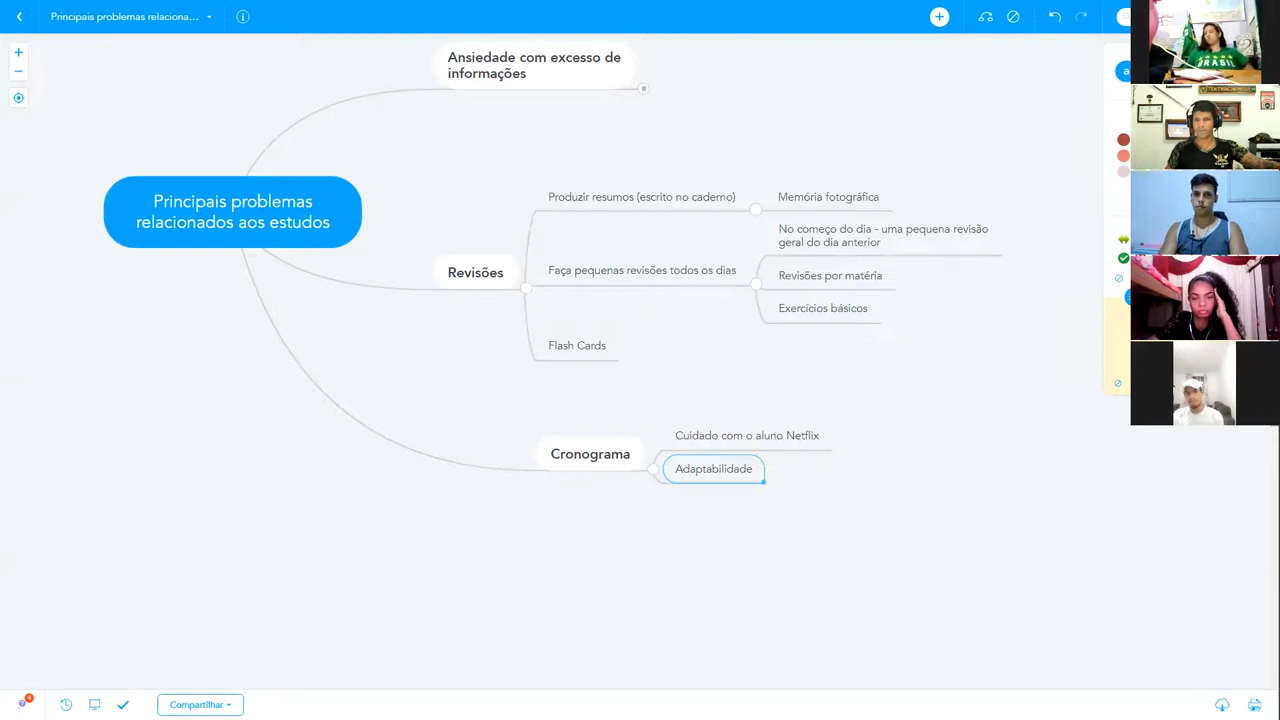 Principais problemas relaciona...
Ansiedade com excesso de
informações
Principais problemas
relacionados aos estudos
Revisões
Produzir resumos (escrito no caderno)
Memória fotográfica
No começo do dia - uma pequena revisão
geral do dia anterior
Faça pequenas revisões todos os dias
Revisões por matéria
Exercícios básicos
Flash Cards
Cronograma
Cuidado com o aluno Netflix
Adaptabilidade
Compartilhar
4
a
BRASIL